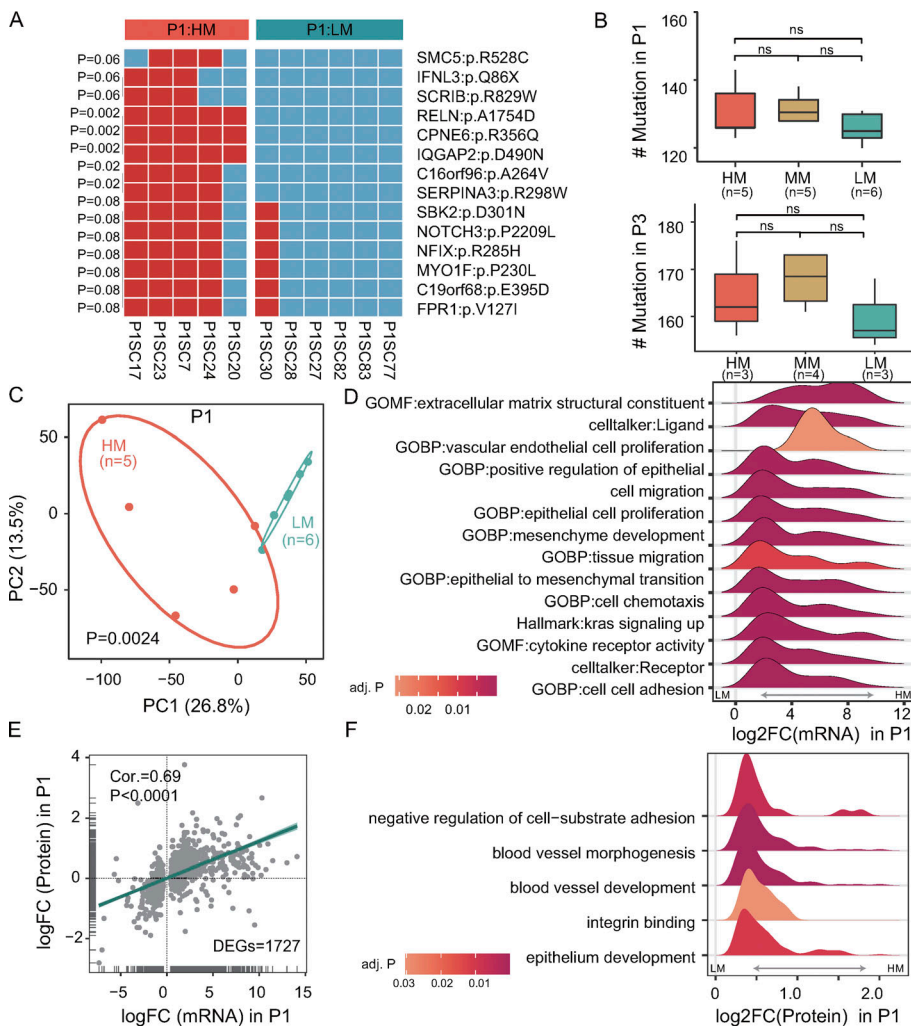 A
P1:HM
P1:LM
P=0.06
SMC5:p.R528C
P=0.06
IFNL3:p.Q86X
P=0.06
SCRIB:p.R829W
P=0.002
RELN:p.A1754D
P=0.002
CPNE6:p.R356Q
P=0.002
IQGAP2:p.D490N
P=0.02
C16orf96:p.A264V
P=0.02
SERPINA3:p.R298W
P=0.08
SBK2:p.D301N
P=0.08
NOTCH3:p.P2209L
P=0.08
NFIX:p.R285H
P=0.08
MYO1F:p.P230L
P=0.08
C19orf68:p.E395D
P=0.08
FPR1:p.V127I
P1SC17
P1SC23
P1SC7
P1SC24
P1SC20
P1SC30
P1SC28
P1SC27
P1SC82
P1SC83
P1SC77
B
# Mutation in P1
160
140
120
ns
ns
ns
HM
(n=5)
MM
(n=5)
LM
(n=6)
# Mutation in P3
180
170
160
ns
ns
ns
HM
(n=3)
MM
(n=4)
LM
(n=3)
C
P1
HM
(n=5)
LM
(n=6)
P=0.0024
PC2 (13.5%)
50
0
−50
−100
−50
0
50
PC1 (26.8%)
D
GOMF:extracellular matrix structural constituent
celltalker:Ligand
GOBP:vascular endothelial cell proliferation
GOBP:positive regulation of epithelial
cell migration
GOBP:epithelial cell proliferation
GOBP:mesenchyme development
GOBP:tissue migration
GOBP:epithelial to mesenchymal transition
GOBP:cell chemotaxis
Hallmark:kras signaling up
GOMF:cytokine receptor activity
celltalker:Receptor
GOBP:cell cell adhesion
adj. P
0.02
0.01
LM
HM
0
4
8
12
log2FC(mRNA) in P1
E
Cor.=0.69
P<0.0001
DEGs=1727
logFC (Protein) in P1
4
2
0
−2
−5
0
5
10
15
logFC (mRNA) in P1
F
negative regulation of cell−substrate adhesion
blood vessel morphogenesis
blood vessel development
integrin binding
epithelium development
adj. P
0.03
0.02
0.01
LM
HM
0
1.0
2.0
log2FC(Protein) in P1